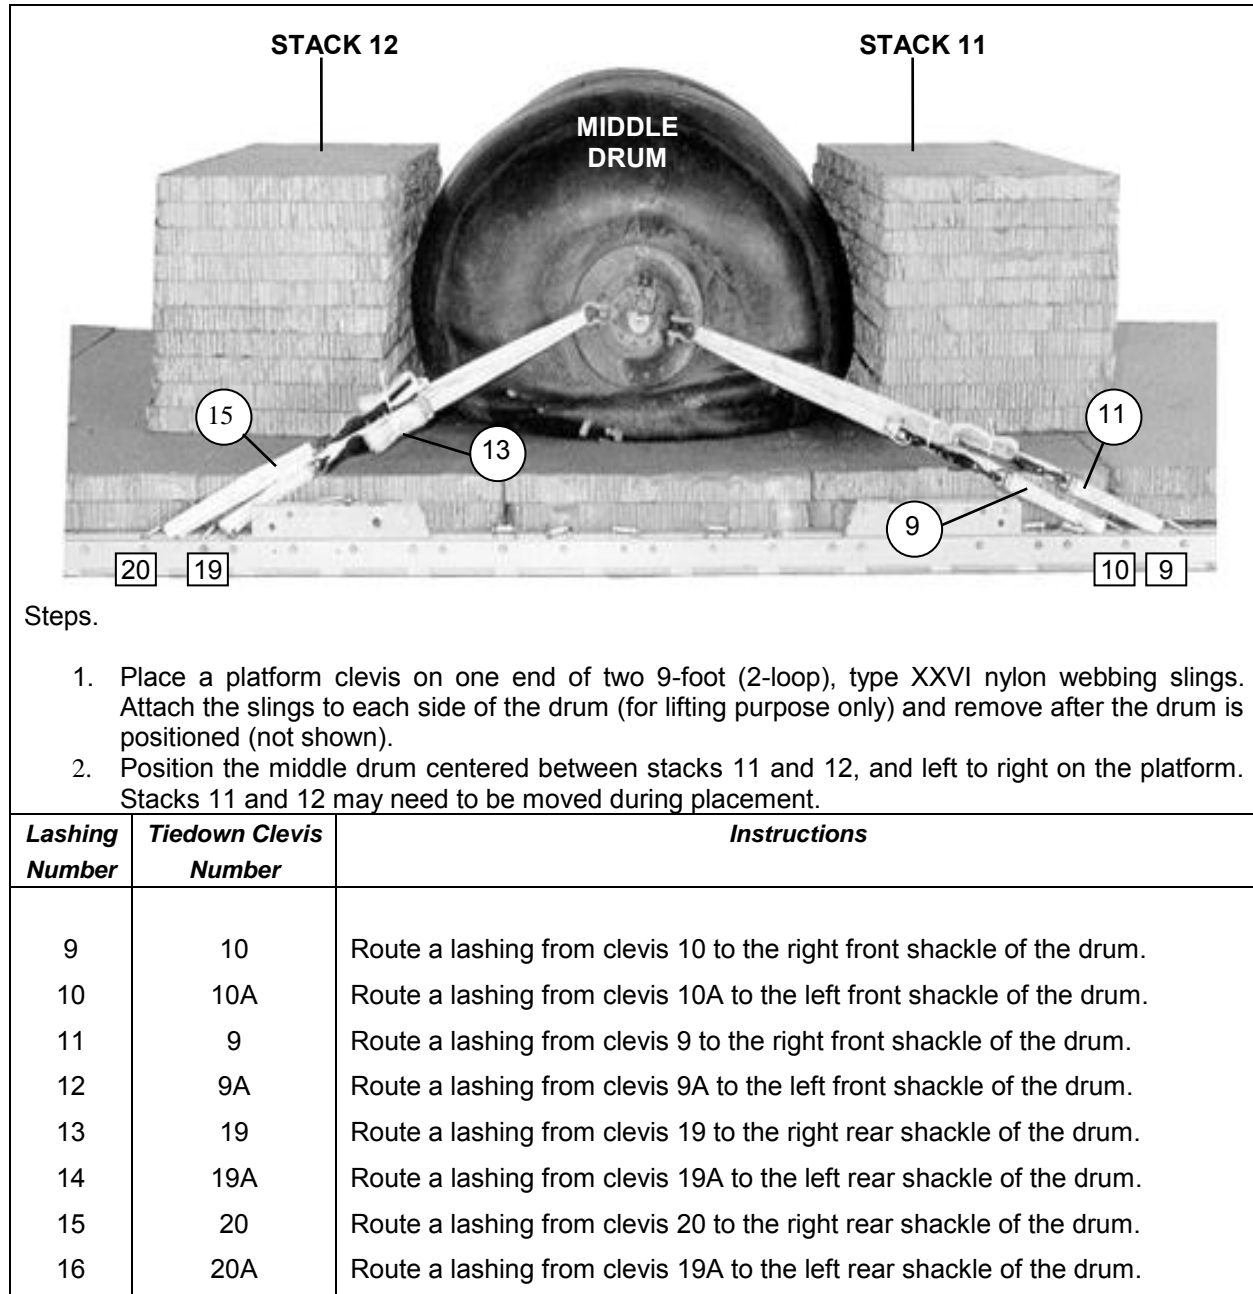 STACK 12
STACK 11
MIDDLE
DRUM
15
13
11
9
20
19
10
9
Steps.
1. Place a platform clevis on one end of two 9-foot (2-loop), type XXVI nylon webbing slings.
Attach the slings to each side of the drum (for lifting purpose only) and remove after the drum is
positioned (not shown).
2. Position the middle drum centered between stacks 11 and 12, and left to right on the platform.
Stacks 11 and 12 may need to be moved during placement.
Lashing Number Tiedown Clevis Number Instructions
9 10 Route a lashing from clevis 10 to the right front shackle of the drum.
10 10A Route a lashing from clevis 10A to the left front shackle of the drum.
11 9 Route a lashing from clevis 9 to the right front shackle of the drum.
12 9A Route a lashing from clevis 9A to the left front shackle of the drum.
13 19 Route a lashing from clevis 19 to the right rear shackle of the drum.
14 19A Route a lashing from clevis 19A to the left rear shackle of the drum.
15 20 Route a lashing from clevis 20 to the right rear shackle of the drum.
16 20A Route a lashing from clevis 19A to the left rear shackle of the drum.